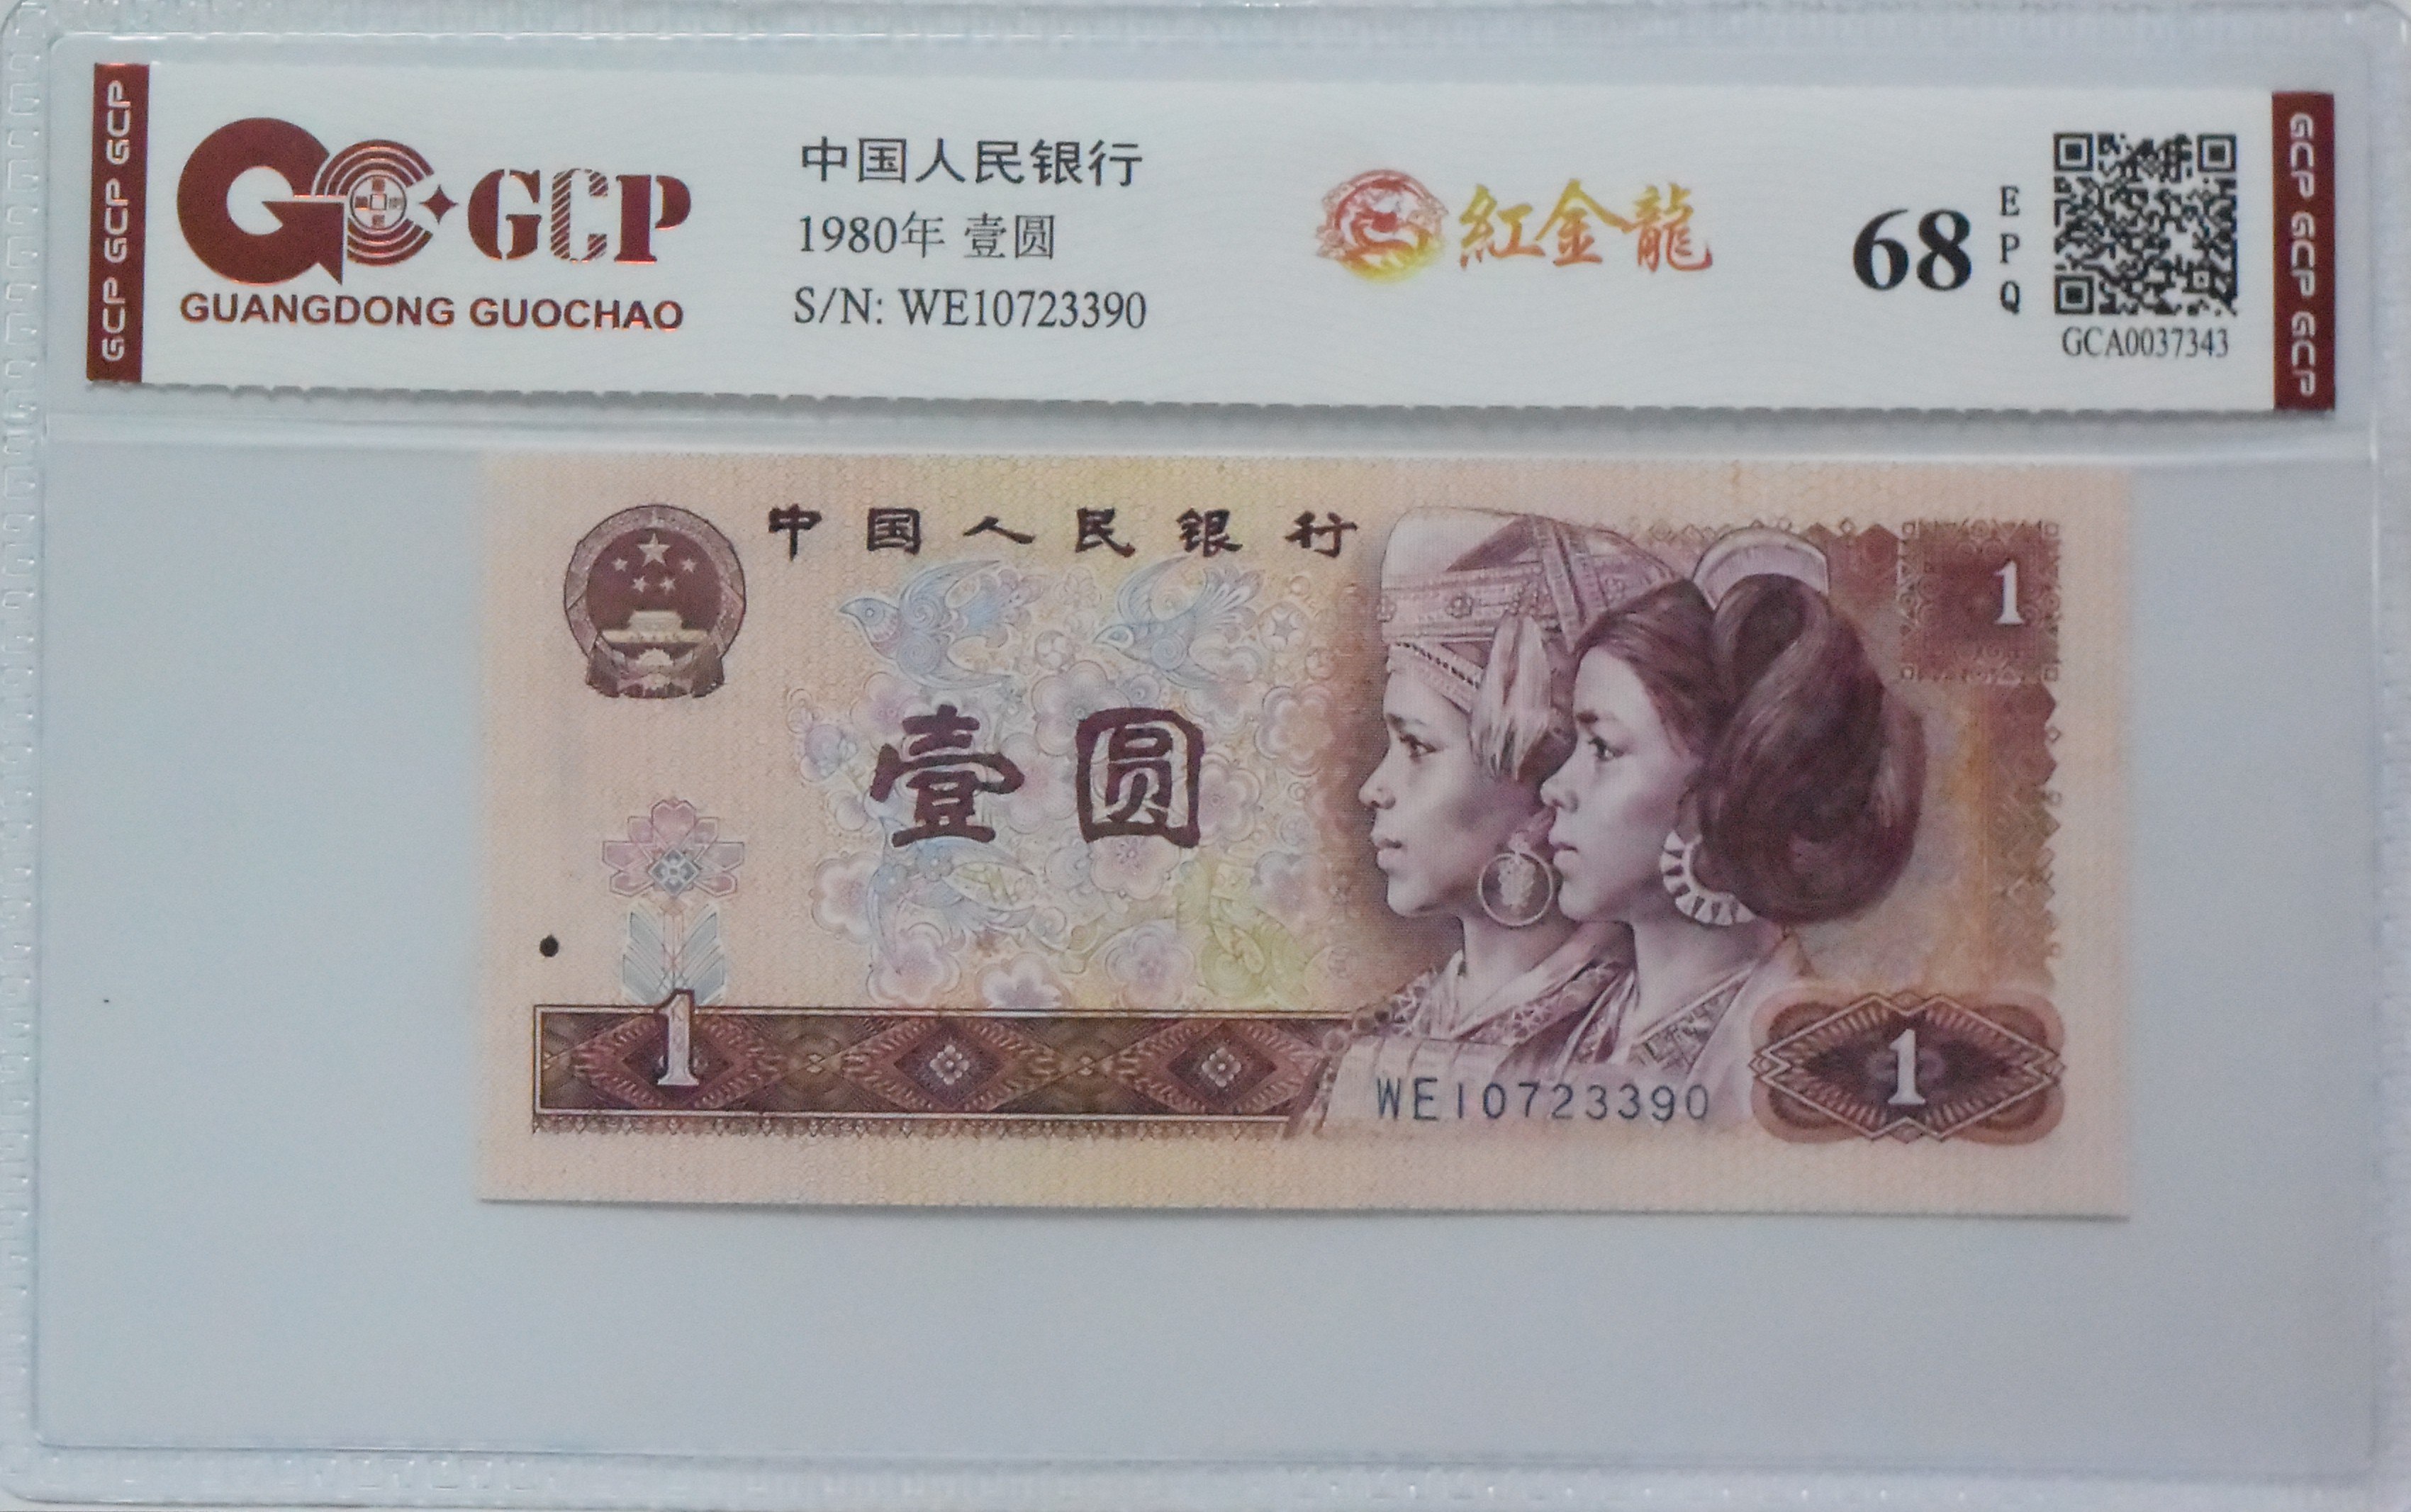 GCP GCP GCP
GCP
GUANGDONG GUOCHAO
中国人民银行
1980年 壹圆
S/N: WE10723390
紅金龍
68
E
P
Q
GCA0037343
GCP GCP GCP
中国人民银行
1
壹圆
1
WE10723390
1